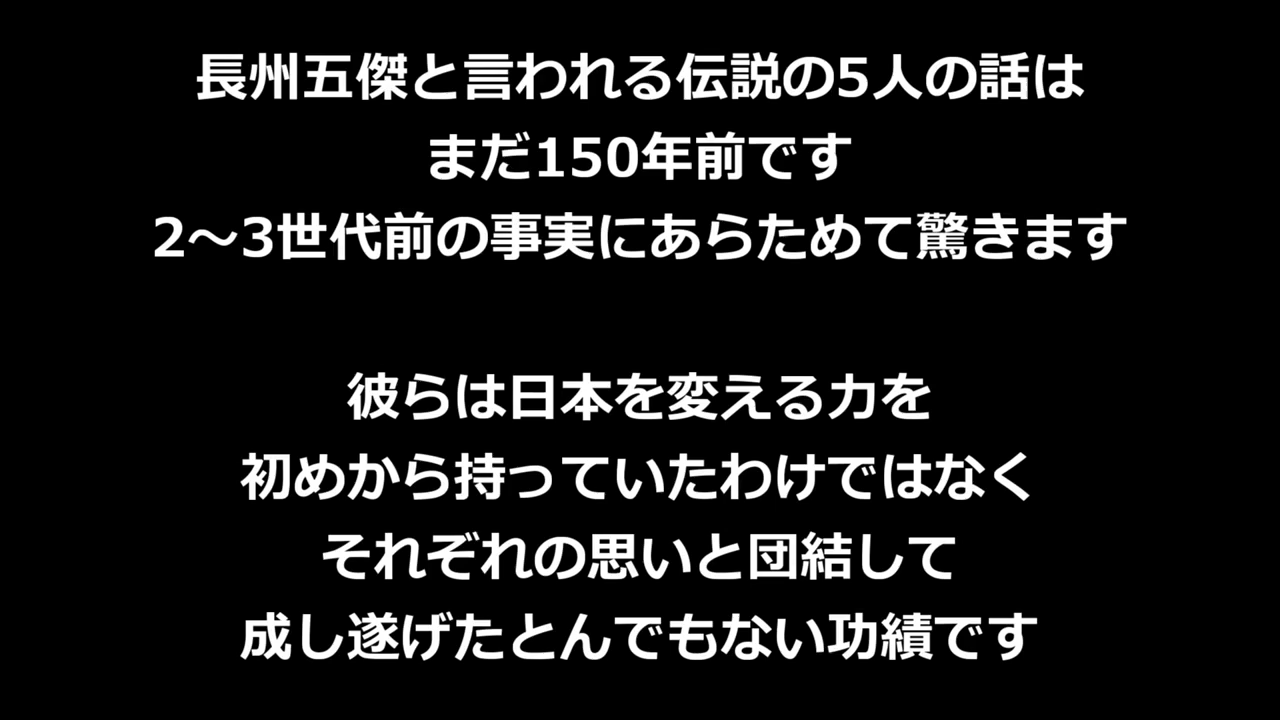 長州五傑と言われる伝説の5人の話は
まだ150年前です
2～3世代前の事実にあらためて驚きます
彼らは日本を変える力を
初めから持っていたわけではなく
それぞれの思いと団結して
成し遂げたとんでもない功績です